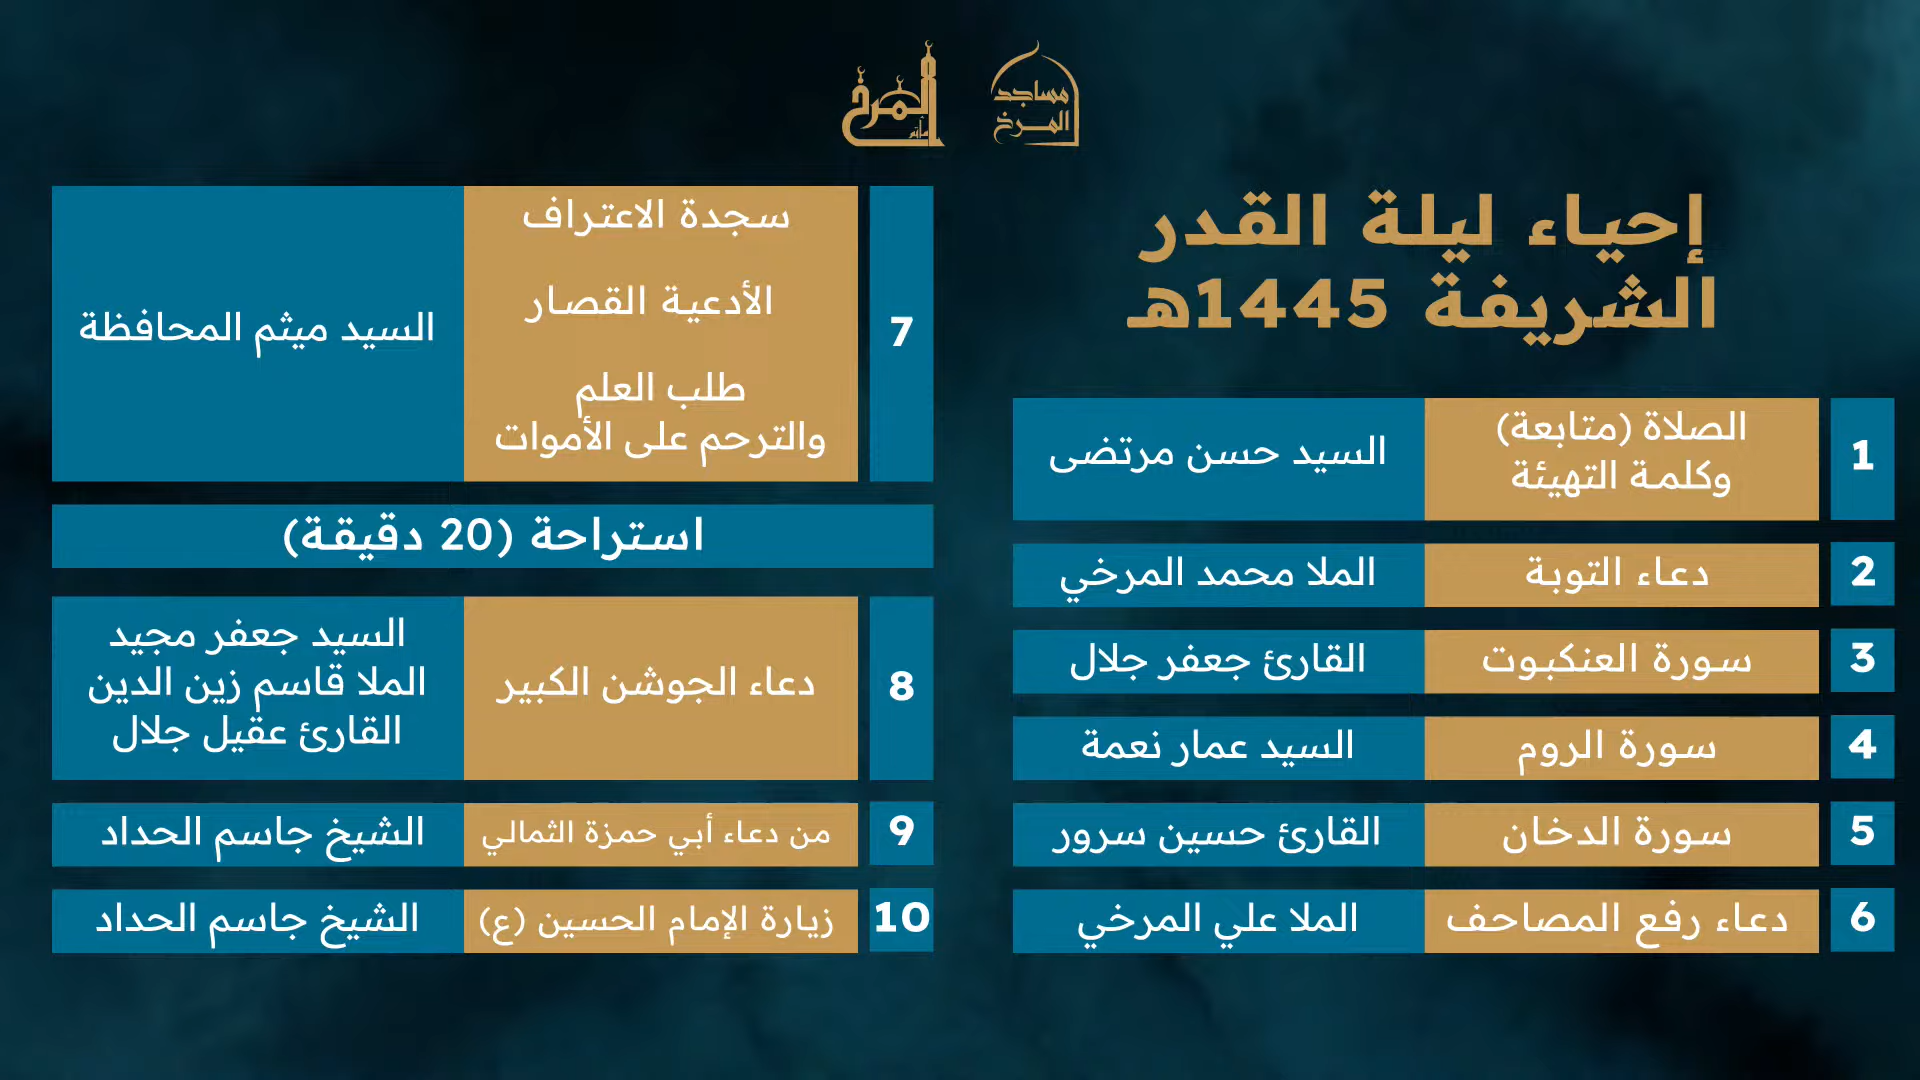 مساجد
المرخ
المرخ
مأتم
إحياء ليلة القدر
الشريفة 1445هـ
1
الصلاة (متابعة)
وكلمة التهيئة
السيد حسن مرتضى
2
دعاء التوبة
الملا محمد المرخي
3
سورة العنكبوت
القارئ جعفر جلال
4
سورة الروم
السيد عمار نعمة
5
سورة الدخان
القارئ حسين سرور
6
دعاء رفع المصاحف
الملا علي المرخي
7
سجدة الاعتراف
الأدعية القصار
طلب العلم
والترحم على الأموات
السيد ميثم المحافظة
استراحة (20 دقيقة)
8
دعاء الجوشن الكبير
السيد جعفر مجيد
الملا قاسم زين الدين
القارئ عقيل جلال
9
من دعاء أبي حمزة الثمالي
الشيخ جاسم الحداد
10
زيارة الإمام الحسين (ع)
الشيخ جاسم الحداد